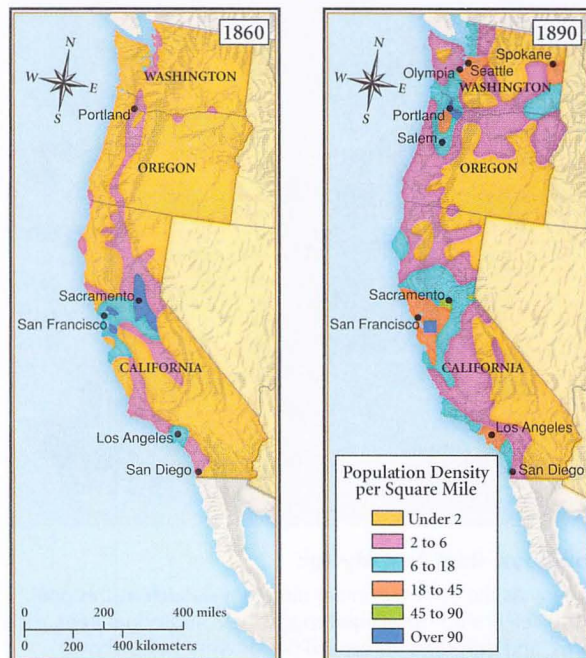 1860
N
W
E
S
WASHINGTON
Portland
OREGON
Sacramento
San Francisco
CALIFORNIA
Los Angeles
San Diego
0 200 400 miles
0 200 400 kilometers
1890
N
W
E
S
Spokane
Olympia
Seattle
WASHINGTON
Portland
Salem
OREGON
Sacramento
San Francisco
CALIFORNIA
Los Angeles
San Diego
Population Density
per Square Mile
Under 2
2 to 6
6 to 18
18 to 45
45 to 90
Over 90